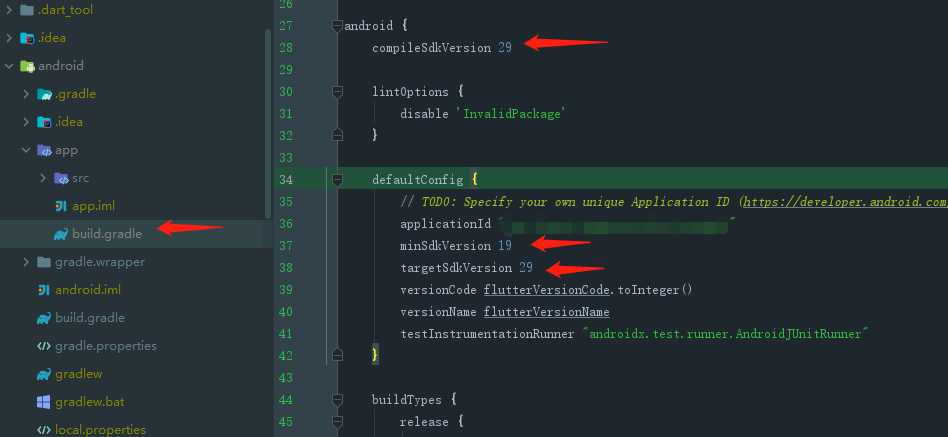 .dart_tool
.idea
android
.gradle
.idea
app
src
app.iml
build.gradle
gradle.wrapper
android.iml
build.gradle
gradle.properties
gradlew
gradlew.bat
local.properties
26
27 android {
28 compileSdkVersion 29
29
30 lintOptions {
31 disable 'InvalidPackage'
32 }
33
34 defaultConfig {
35 // TODO: Specify your own unique Application ID (https://developer.android.com
36 applicationId " "
37 minSdkVersion 19
38 targetSdkVersion 29
39 versionCode flutterVersionCode.toInteger()
40 versionName flutterVersionName
41 testInstrumentationRunner "androidx.test.runner.AndroidJUnitRunner"
42 }
43
44 buildTypes {
45 release {